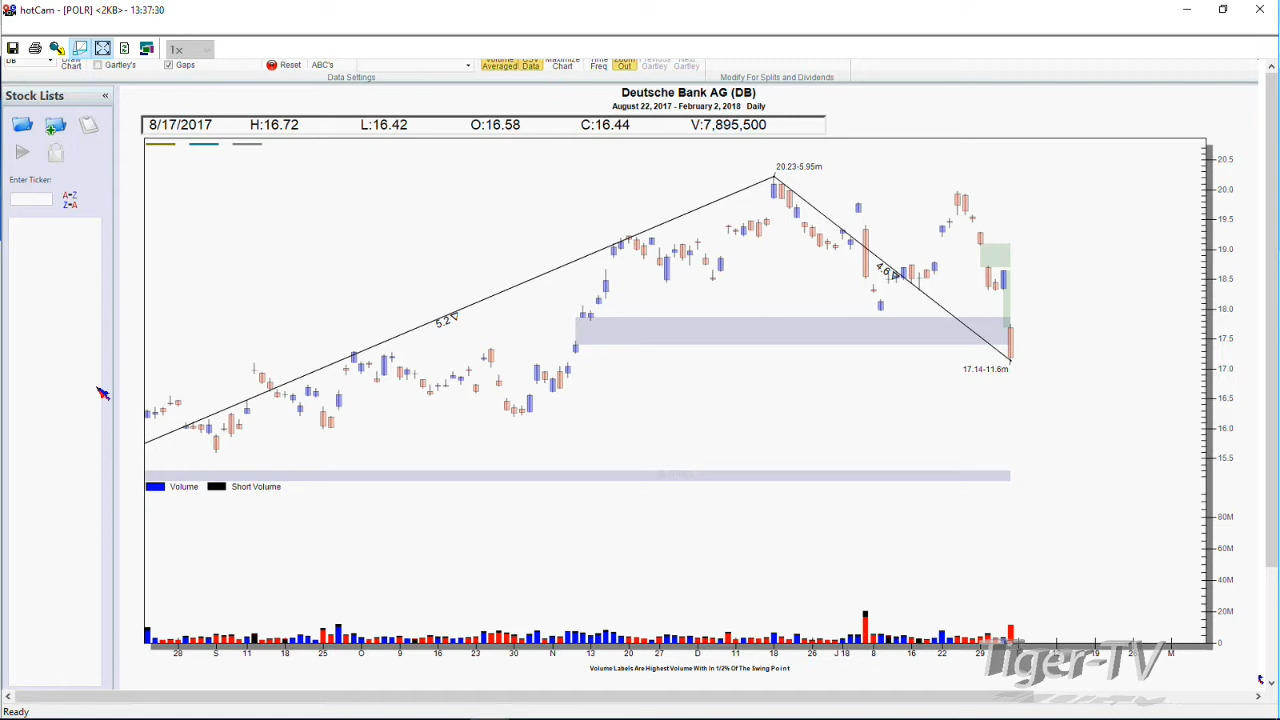 hotCam - [POLR] <2KB> - 13:37:30
1x
DB
Draw Chart
Gartley's
Gaps
Reset
ABC's
Data Settings
Volume Averaged
CSV Data
Maximize Chart
Time Freq
Zoom Out
Previous Gartley
Next Gartley
Modify For Splits and Dividends
Stock Lists «
Enter Ticker:
A-Z
Z-A
Deutsche Bank AG (DB)
August 22, 2017 - February 2, 2018 Daily
8/17/2017 H:16.72 L:16.42 O:16.58 C:16.44 V:7,895,500
20.23-5.95m
5.2
4.6
17.14-11.6m
20.5
20.0
19.5
19.0
18.5
18.0
17.5
17.0
16.5
16.0
15.5
Volume Short Volume
80M
60M
40M
20M
0
28 S 11 18 25 O 9 16 23 30 N 13 20 27 D 11 18 26 J 18 8 16 22 29 M
Volume Labels Are Highest Volume With In 1/2% Of The Swing Point
Tiger-TV
Ready